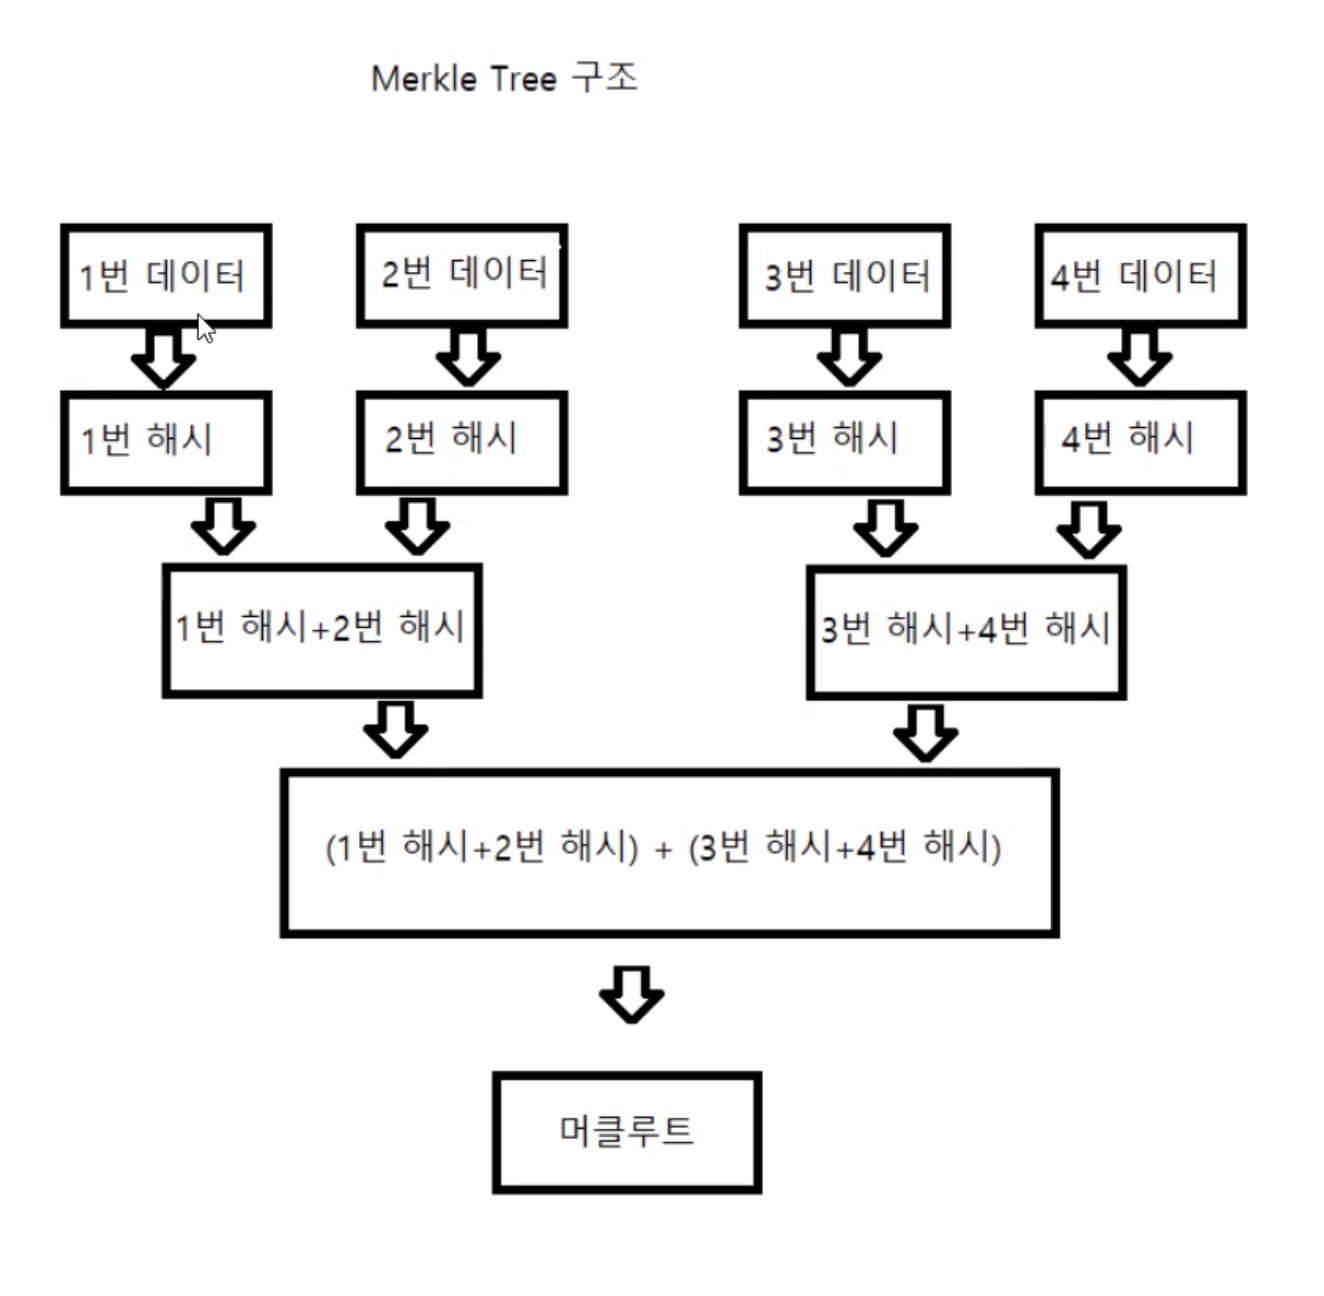 Merkle Tree 구조
1번 데이터
2번 데이터
3번 데이터
4번 데이터
1번 해시
2번 해시
3번 해시
4번 해시
1번 해시+2번 해시
3번 해시+4번 해시
(1번 해시+2번 해시) + (3번 해시+4번 해시)
머클루트